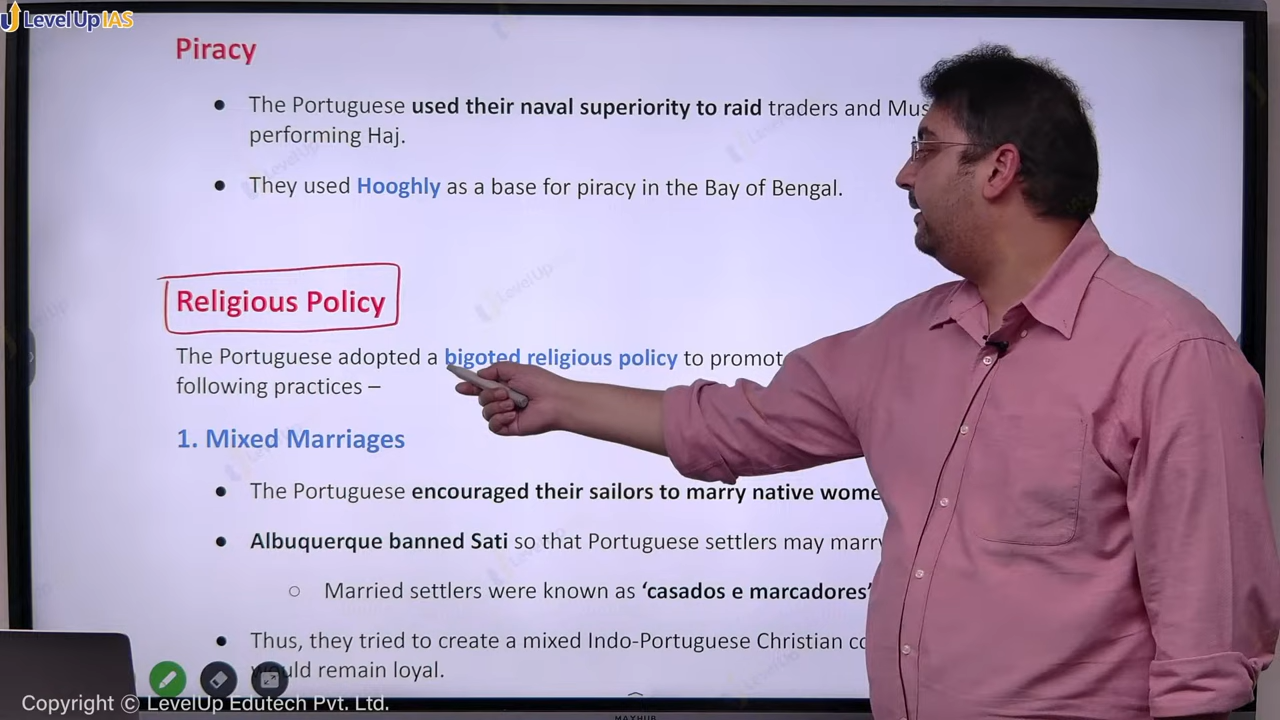 LevelUp IAS
Piracy
• The Portuguese used their naval superiority to raid traders and Mus
performing Haj.
• They used Hooghly as a base for piracy in the Bay of Bengal.
Religious Policy
The Portuguese adopted a bigoted religious policy to promot
following practices –
1. Mixed Marriages
• The Portuguese encouraged their sailors to marry native wome
• Albuquerque banned Sati so that Portuguese settlers may marry
○ Married settlers were known as ‘casados e marcadores’
• Thus, they tried to create a mixed Indo-Portuguese Christian co
would remain loyal.
Copyright © LevelUp Edutech Pvt. Ltd.
MAXHUB